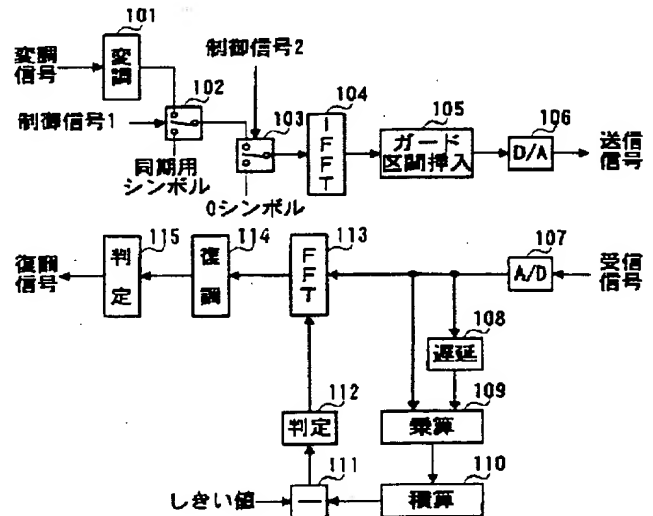 101
変調
信号
変
調
102
制御信号2
制御信号1
103
104
I
F
F
T
105
ガード
区間挿入
106
D/A
送信
信号
同期用
シンボル
0シンボル
復調
信号
115
判
定
114
復
調
113
F
F
T
107
A/D
受信
信号
108
遅延
109
乗算
112
判定
111
110
積算
しきい値
—